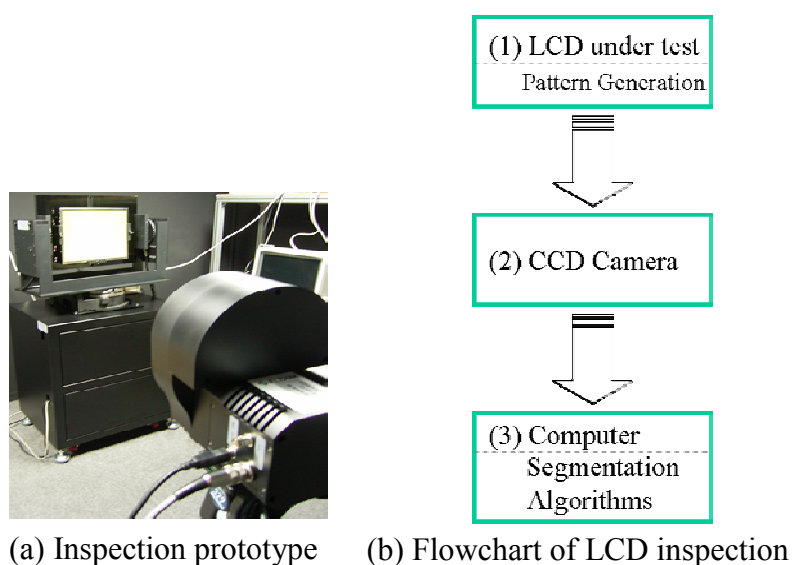 (1) LCD under test
Pattern Generation
(2) CCD Camera
(3) Computer
Segmentation
Algorithms
(a) Inspection prototype
(b) Flowchart of LCD inspection